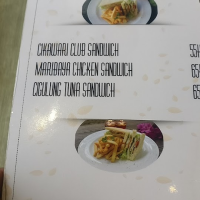 CIKAWARI CLUB SANDWICH
MARIBAYA CHICKEN SANDWICH
CIGULUNG TUNA SANDWICH